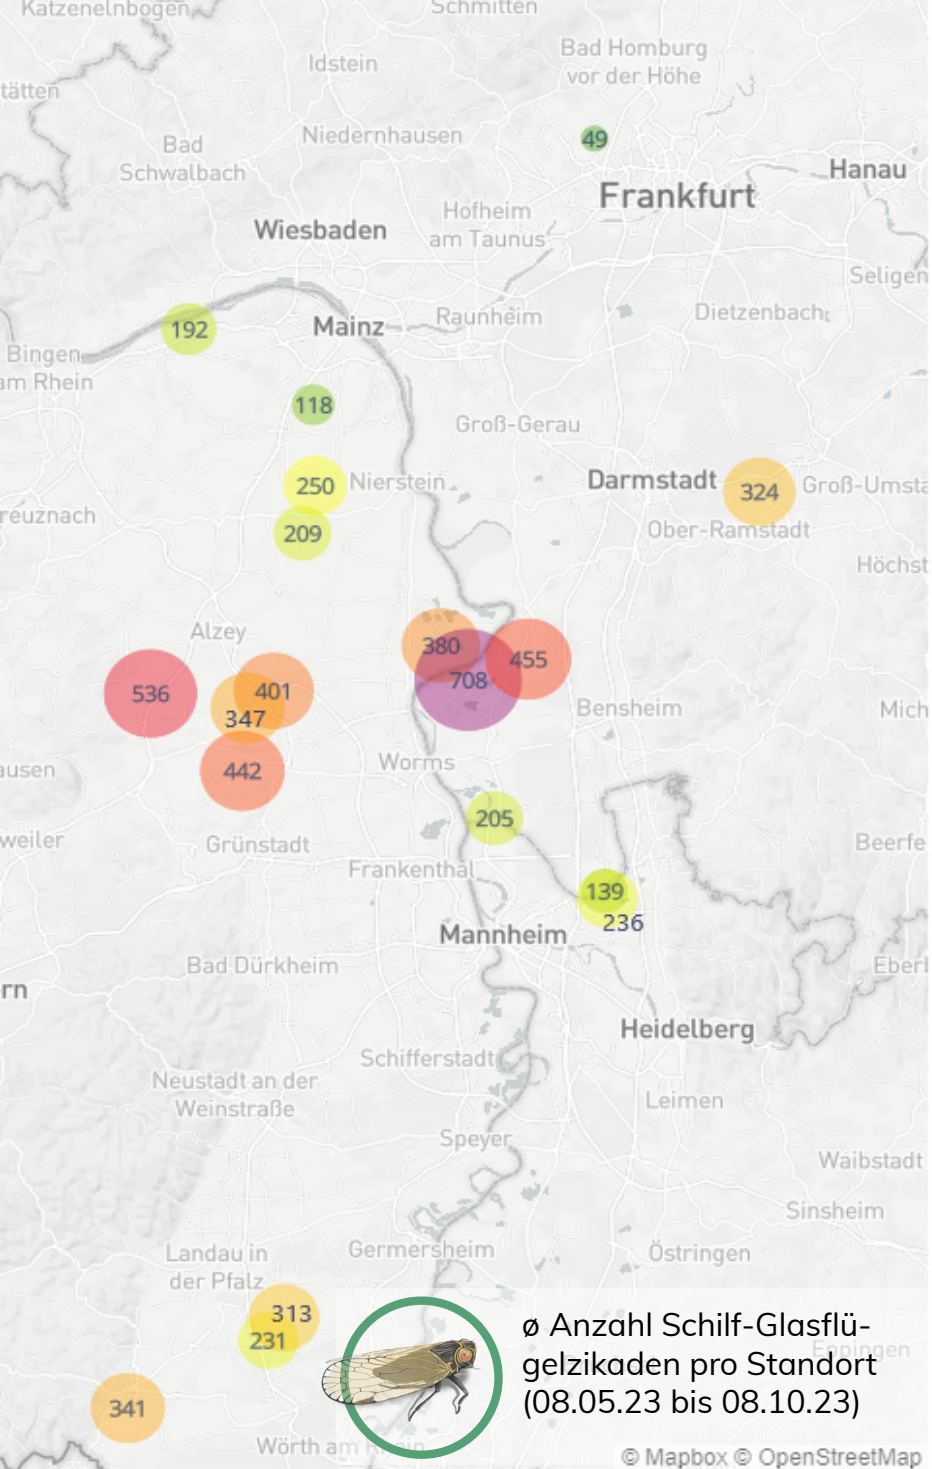 Katzenelnbogen
Schmitten
Idstein
Bad Homburg
vor der Höhe
tätten
49
Niedernhausen
Bad
Schwalbach
Hanau
Frankfurt
Hofheim
am Taunus
Wiesbaden
Seligen
192
Mainz
Raunheim
Dietzenbach
Bingen
am Rhein
118
Groß-Gerau
250
Nierstein
Darmstadt
324
Groß-Umsta
reuznach
209
Ober-Ramstadt
Höchst
Alzey
380
455
536
401
708
347
Bensheim
Mich
442
Worms
ausen
205
weiler
Grünstadt
Beerfe
Frankenthal
139
236
Mannheim
Bad Dürkheim
Eberl
rn
Heidelberg
Schifferstadt
Neustadt an der
Weinstraße
Leimen
Speyer
Waibstadt
Sinsheim
Landau in
der Pfalz
Germersheim
Östringen
313
231
ø Anzahl Schilf-Glasflü-
gelzikaden pro Standort
(08.05.23 bis 08.10.23)
Eppingen
341
Wörth am Rhein
© Mapbox © OpenStreetMap